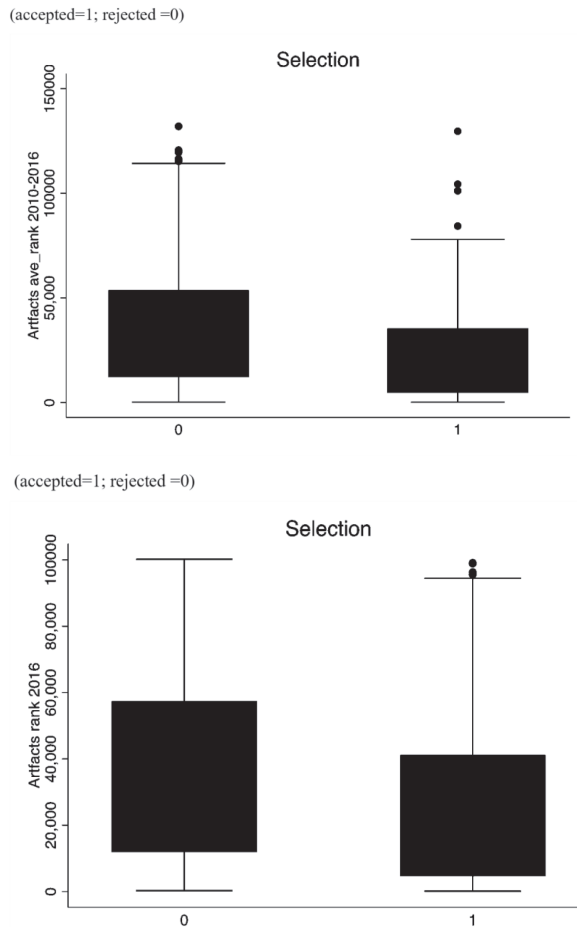 (accepted=1; rejected =0)
Selection
Artfacts ave_rank 2010-2016
150000
100000
50,000
0
0
1
(accepted=1; rejected =0)
Selection
Artfacts rank 2016
100000
80,000
60,000
40,000
20,000
0
0
1